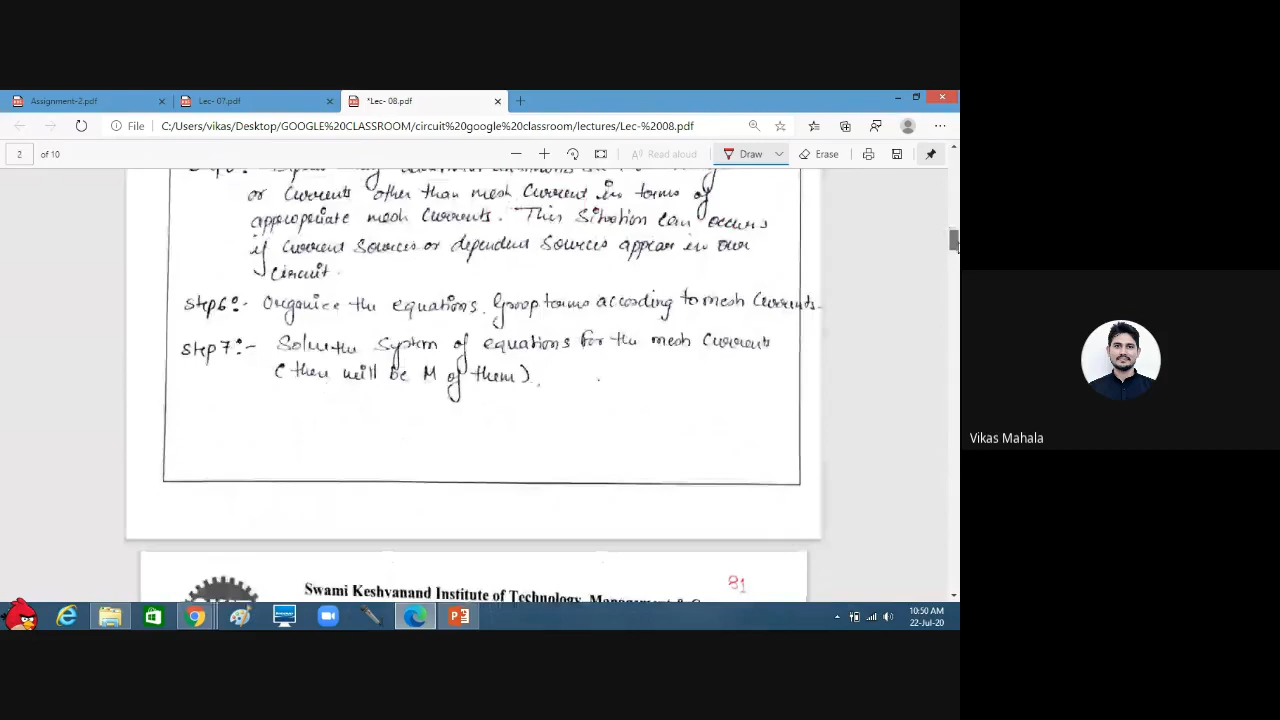 Assignment-2.pdf
Lec- 07.pdf
*Lec- 08.pdf
File
C:/Users/vikas/Desktop/GOOGLE%20CLASSROOM/circuit%20google%20classroom/lectures/Lec-%2008.pdf
2 of 10
Read aloud
Draw
Erase
or Currents other than mesh Current in terms of
appropriate mesh Currents. This Situation can occurs
if Current Sources or dependent Sources appear in our
Circuit.
Step6:- Organize the equations. Group terms according to mesh Currents.
Step7:- Solve the System of equations for the mesh Currents
(there will be M of them).
81
Swami Keshvanand Institute of Technology, Management & G
Vikas Mahala
10:50 AM
22-Jul-20